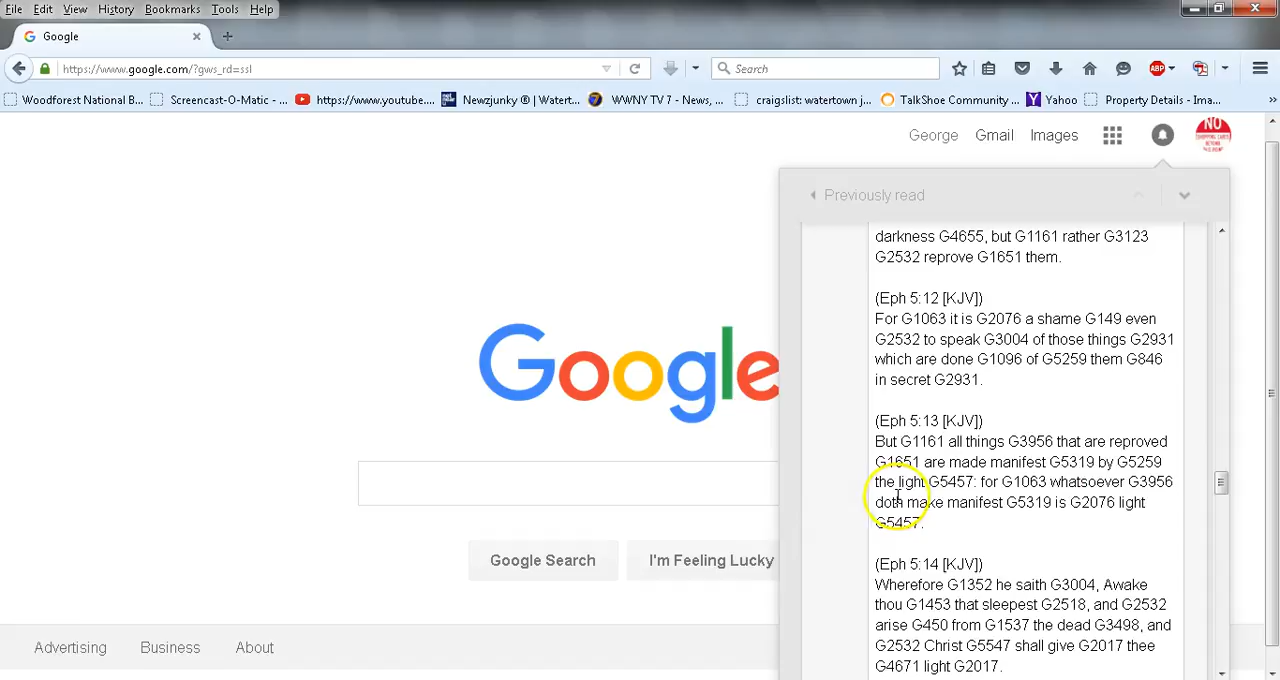 File Edit View History Bookmarks Tools Help
Google
https://www.google.com/?gws_rd=ssl
Search
ABP
Woodforest National B... Screencast-O-Matic - ... https://www.youtube.... Newzjunky ® | Watert... WWNY TV 7 - News, ... craigslist: watertown j... TalkShoe Community ... Yahoo Property Details - Ima... »
George Gmail Images
NO
Previously read
darkness G4655, but G1161 rather G3123
G2532 reprove G1651 them.
(Eph 5:12 [KJV])
For G1063 it is G2076 a shame G149 even
G2532 to speak G3004 of those things G2931
which are done G1096 of G5259 them G846
in secret G2931.
(Eph 5:13 [KJV])
But G1161 all things G3956 that are reproved
G1651 are made manifest G5319 by G5259
the light G5457: for G1063 whatsoever G3956
doth make manifest G5319 is G2076 light
G5457.
(Eph 5:14 [KJV])
Wherefore G1352 he saith G3004, Awake
thou G1453 that sleepest G2518, and G2532
arise G450 from G1537 the dead G3498, and
G2532 Christ G5547 shall give G2017 thee
G4671 light G2017.
Google
Google Search I'm Feeling Lucky
Advertising Business About